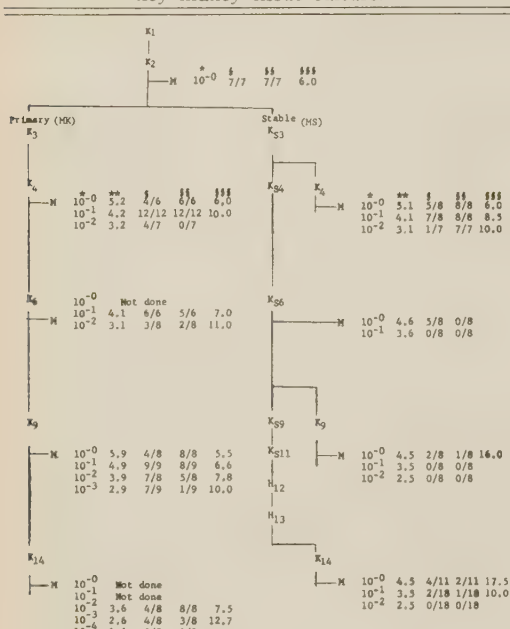 K1
K2
* § §§ §§§
M 10-0 7/7 7/7 6.0
Primary (MK)
K3
K4
* ** § §§ §§§
M 10-0 5.2 4/6 6/6 6.0
10-1 4.2 12/12 12/12 10.0
10-2 3.2 4/7 0/7
K6
10-0 Not done
M 10-1 4.1 6/6 5/6 7.0
10-2 3.1 3/8 2/8 11.0
K9
M 10-0 5.9 4/8 8/8 5.5
10-1 4.9 9/9 8/9 6.6
10-2 3.9 7/8 5/8 7.8
10-3 2.9 7/9 1/9 10.0
K14
M 10-0 Not done
10-1 Not done
10-2
10-3 3.6 4/8 8/8 7.5
2.6 4/8 3/8 12.7
Stable (MS)
KS3
KS4 K4
* ** § §§ §§§
M 10-0 5.1 5/8 8/8 6.0
10-1 4.1 7/8 8/8 8.5
10-2 3.1 1/7 7/7 10.0
KS6
M 10-0 4.6 5/8 0/8
10-1 3.6 0/8 0/8
KS9 K9
KS11
M 10-0 4.5 2/8 1/8 16.0
10-1 3.5 0/8 0/8
10-2 2.5 0/8 0/8
H12
H13
K14
M 10-0 4.5 4/11 2/11 17.5
10-1 3.5 2/18 1/18 10.0
10-2 2.5 0/18 0/18